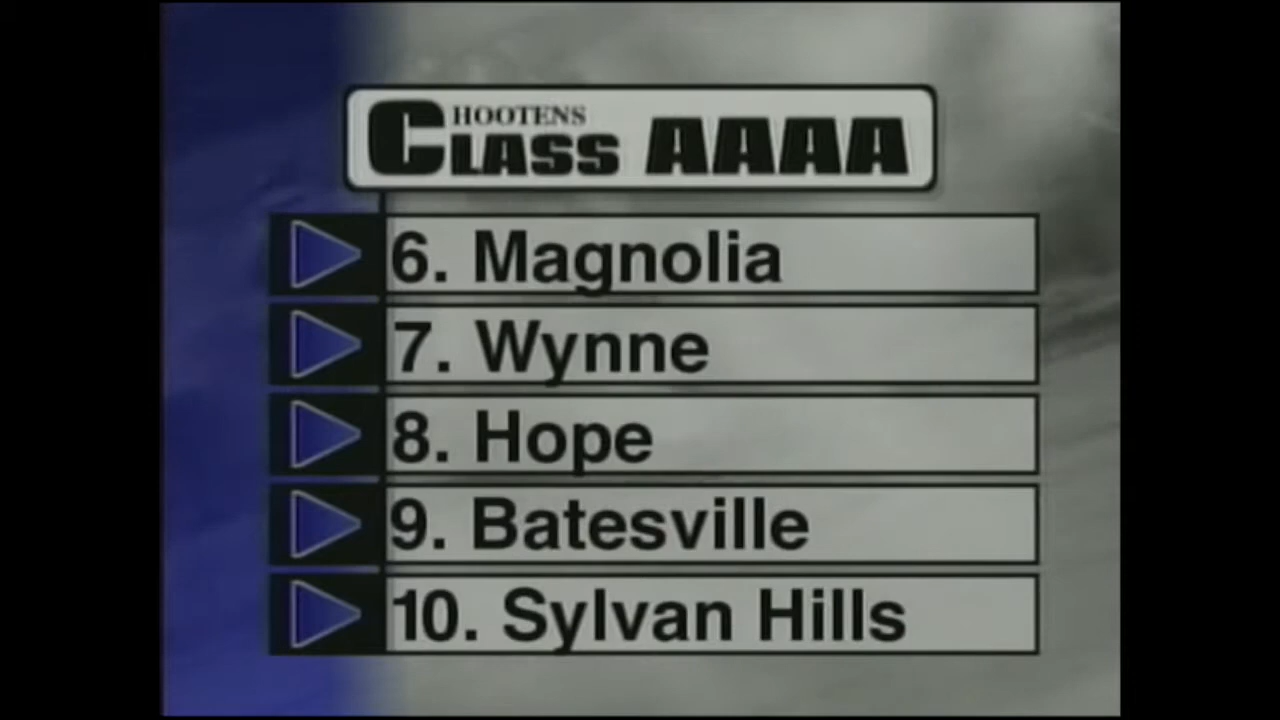 HOOTENS
CLASS AAAA
6. Magnolia
7. Wynne
8. Hope
9. Batesville
10. Sylvan Hills